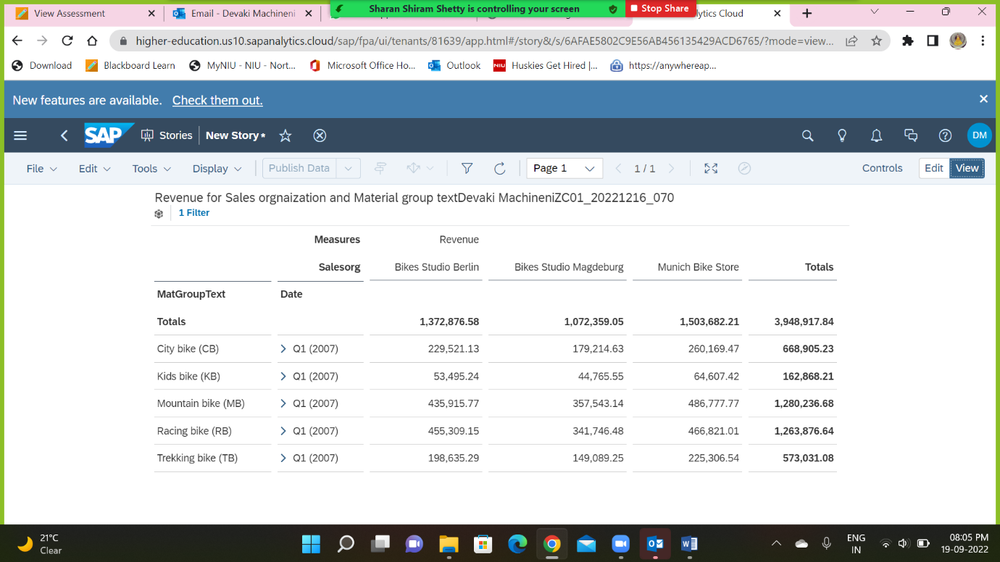 View Assessment
Email - Devaki Machineni
Sharan Shiram Shetty is controlling your screen
Stop Share
lytics Cloud
higher-education.us10.sapanalytics.cloud/sap/fpa/ui/tenants/81639/app.html#/story&/s/6AFAE5802C9E56AB456135429ACD6765/?mode=view...
Download Blackboard Learn MyNIU - NIU - Nort... Microsoft Office Ho... Outlook NIU Huskies Get Hired |... https://anywhereap...
New features are available. Check them out.
SAP Stories New Story* DM
File Edit Tools Display Publish Data Page 1 1 / 1 Controls Edit View
Revenue for Sales orgnaization and Material group textDevaki MachineniZC01_20221216_070
1 Filter
Measures Revenue
Salesorg Bikes Studio Berlin Bikes Studio Magdeburg Munich Bike Store Totals
MatGroupText Date
Totals 1,372,876.58 1,072,359.05 1,503,682.21 3,948,917.84
City bike (CB) Q1 (2007) 229,521.13 179,214.63 260,169.47 668,905.23
Kids bike (KB) Q1 (2007) 53,495.24 44,765.55 64,607.42 162,868.21
Mountain bike (MB) Q1 (2007) 435,915.77 357,543.14 486,777.77 1,280,236.68
Racing bike (RB) Q1 (2007) 455,309.15 341,746.48 466,821.01 1,263,876.64
Trekking bike (TB) Q1 (2007) 198,635.29 149,089.25 225,306.54 573,031.08
21°C
Clear
ENG
IN
08:05 PM
19-09-2022